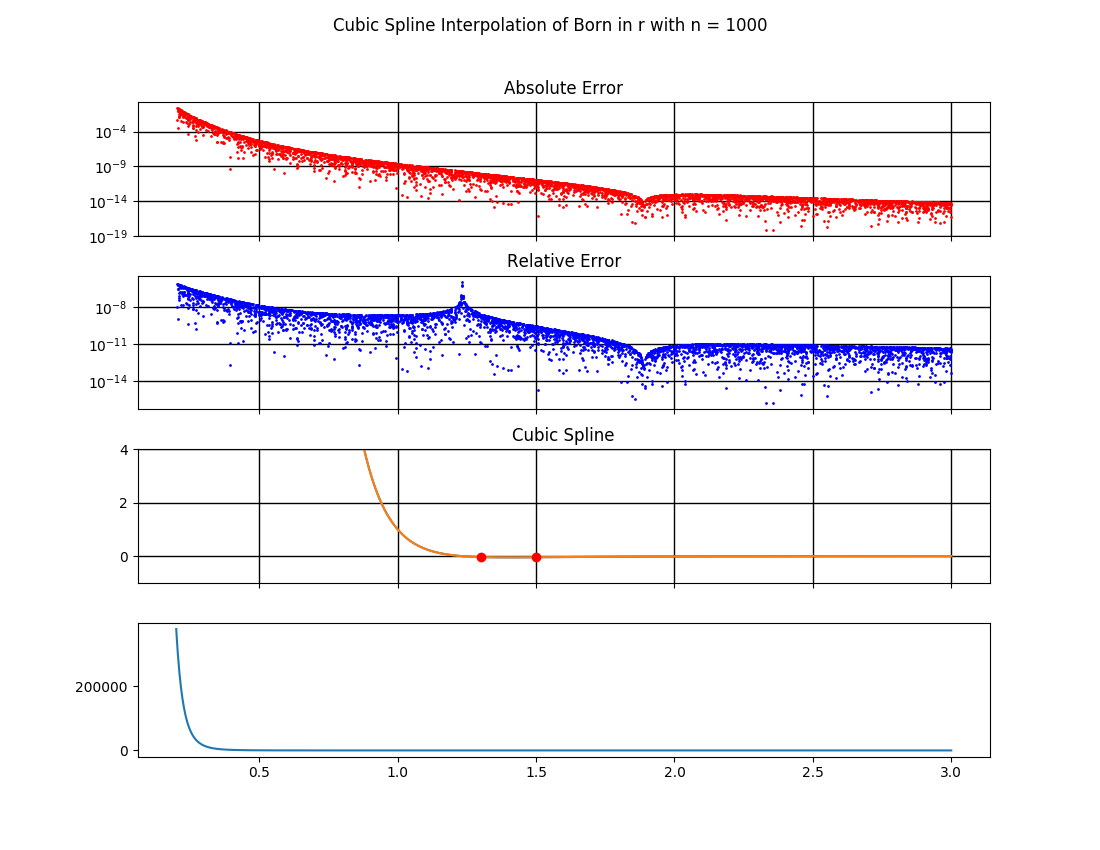 Cubic Spline Interpolation of Born in r with n = 1000
Absolute Error
10⁻⁴
10⁻⁹
10⁻¹⁴
10⁻¹⁹
Relative Error
10⁻⁸
10⁻¹¹
10⁻¹⁴
Cubic Spline
4
2
0
200000
0
0.5 1.0 1.5 2.0 2.5 3.0